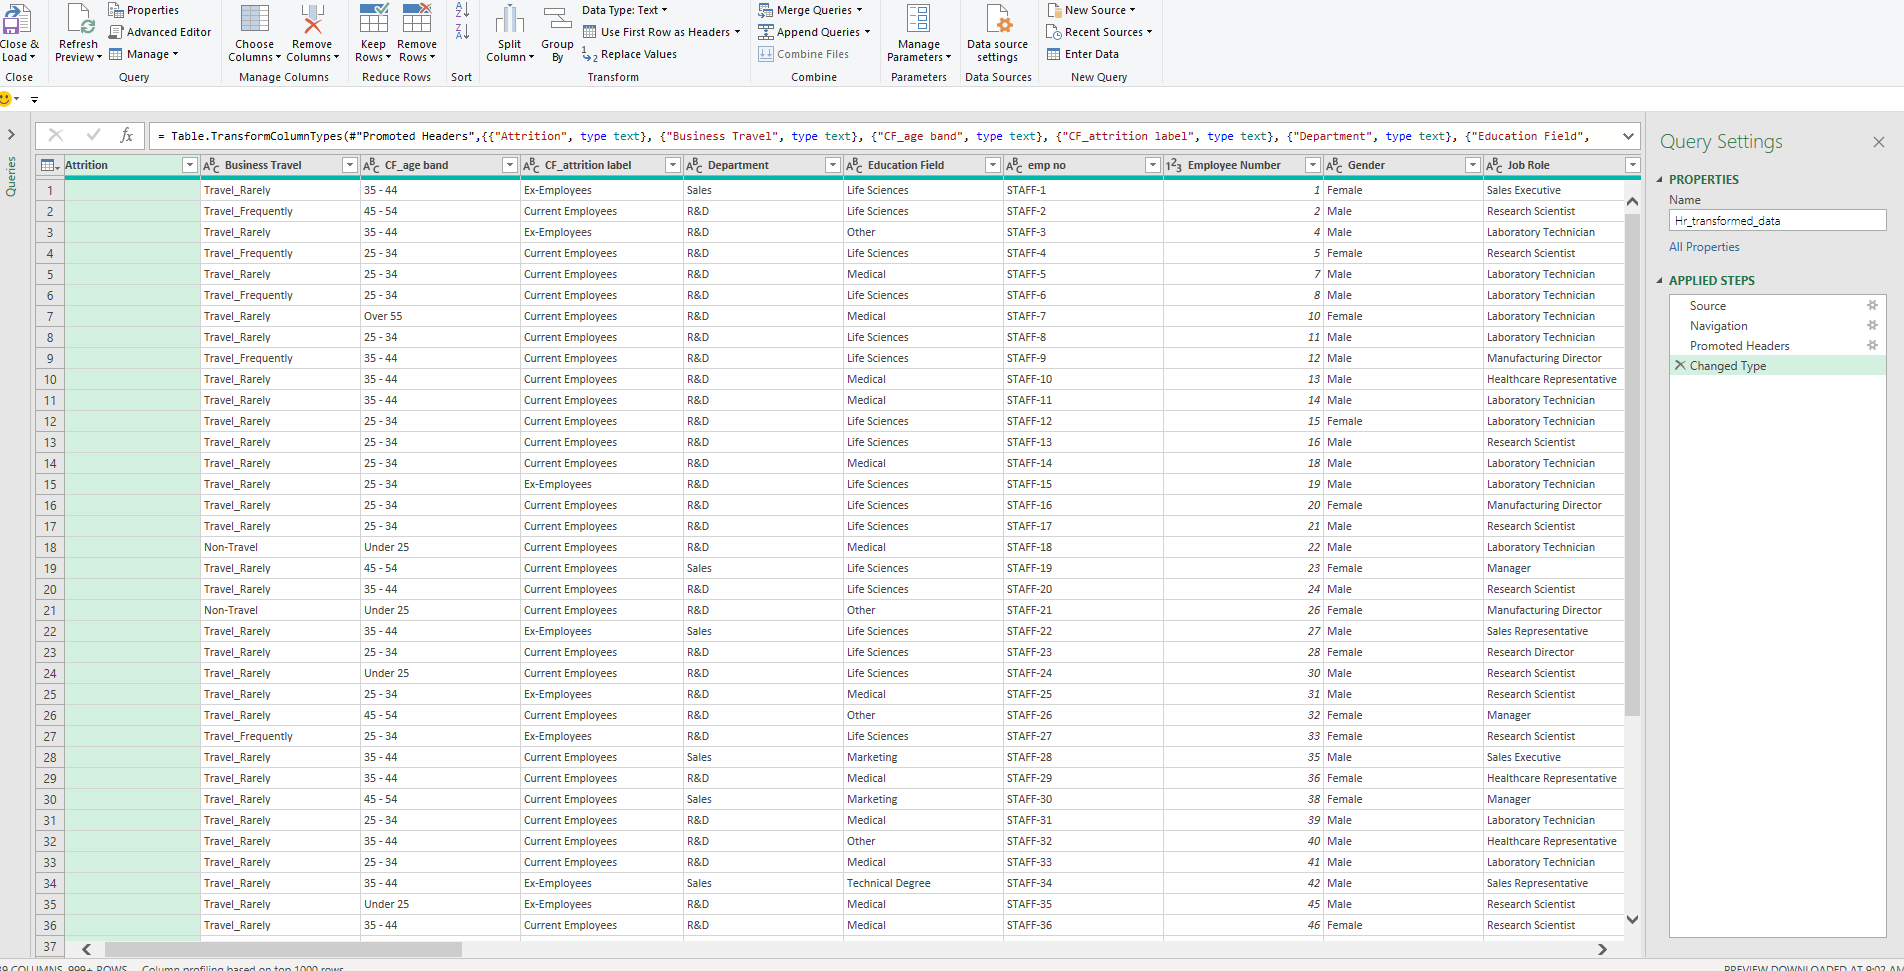 Close &
Load
Close
Refresh
Preview
Properties
Advanced Editor
Manage
Query
Choose
Columns
Remove
Columns
Manage Columns
Keep
Rows
Remove
Rows
Reduce Rows
A
Z
Z
A
Sort
Split
Column
Group
By
Data Type: Text
Use First Row as Headers
1 2 Replace Values
Transform
Merge Queries
Append Queries
Combine Files
Combine
Manage
Parameters
Parameters
Data source
settings
Data Sources
New Source
Recent Sources
Enter Data
New Query
Queries
fx = Table.TransformColumnTypes(#"Promoted Headers",{{"Attrition", type text}, {"Business Travel", type text}, {"CF_age band", type text}, {"CF_attrition label", type text}, {"Department", type text}, {"Education Field",
Attrition ABC Business Travel ABC CF_age band ABC CF_attrition label ABC Department ABC Education Field ABC emp no 123 Employee Number ABC Gender ABC Job Role
1 Travel_Rarely 35 - 44 Ex-Employees Sales Life Sciences STAFF-1 1 Female Sales Executive
2 Travel_Frequently 45 - 54 Current Employees R&D Life Sciences STAFF-2 2 Male Research Scientist
3 Travel_Rarely 35 - 44 Ex-Employees R&D Other STAFF-3 4 Male Laboratory Technician
4 Travel_Frequently 25 - 34 Current Employees R&D Life Sciences STAFF-4 5 Female Research Scientist
5 Travel_Rarely 25 - 34 Current Employees R&D Medical STAFF-5 7 Male Laboratory Technician
6 Travel_Frequently 25 - 34 Current Employees R&D Life Sciences STAFF-6 8 Male Laboratory Technician
7 Travel_Rarely Over 55 Current Employees R&D Medical STAFF-7 10 Female Laboratory Technician
8 Travel_Rarely 25 - 34 Current Employees R&D Life Sciences STAFF-8 11 Male Laboratory Technician
9 Travel_Frequently 35 - 44 Current Employees R&D Life Sciences STAFF-9 12 Male Manufacturing Director
10 Travel_Rarely 35 - 44 Current Employees R&D Medical STAFF-10 13 Male Healthcare Representative
11 Travel_Rarely 35 - 44 Current Employees R&D Medical STAFF-11 14 Male Laboratory Technician
12 Travel_Rarely 25 - 34 Current Employees R&D Life Sciences STAFF-12 15 Female Laboratory Technician
13 Travel_Rarely 25 - 34 Current Employees R&D Life Sciences STAFF-13 16 Male Research Scientist
14 Travel_Rarely 25 - 34 Current Employees R&D Medical STAFF-14 18 Male Laboratory Technician
15 Travel_Rarely 25 - 34 Ex-Employees R&D Life Sciences STAFF-15 19 Male Laboratory Technician
16 Travel_Rarely 25 - 34 Current Employees R&D Life Sciences STAFF-16 20 Female Manufacturing Director
17 Travel_Rarely 25 - 34 Current Employees R&D Life Sciences STAFF-17 21 Male Research Scientist
18 Non-Travel Under 25 Current Employees R&D Medical STAFF-18 22 Male Laboratory Technician
19 Travel_Rarely 45 - 54 Current Employees Sales Life Sciences STAFF-19 23 Female Manager
20 Travel_Rarely 35 - 44 Current Employees R&D Life Sciences STAFF-20 24 Male Research Scientist
21 Non-Travel Under 25 Current Employees R&D Other STAFF-21 26 Female Manufacturing Director
22 Travel_Rarely 35 - 44 Ex-Employees Sales Life Sciences STAFF-22 27 Male Sales Representative
23 Travel_Rarely 25 - 34 Current Employees R&D Life Sciences STAFF-23 28 Female Research Director
24 Travel_Rarely Under 25 Current Employees R&D Life Sciences STAFF-24 30 Male Research Scientist
25 Travel_Rarely 25 - 34 Ex-Employees R&D Medical STAFF-25 31 Male Research Scientist
26 Travel_Rarely 45 - 54 Current Employees R&D Other STAFF-26 32 Female Manager
27 Travel_Frequently 25 - 34 Ex-Employees R&D Life Sciences STAFF-27 33 Female Research Scientist
28 Travel_Rarely 35 - 44 Current Employees Sales Marketing STAFF-28 35 Male Sales Executive
29 Travel_Rarely 35 - 44 Current Employees R&D Medical STAFF-29 36 Female Healthcare Representative
30 Travel_Rarely 45 - 54 Current Employees Sales Marketing STAFF-30 38 Female Manager
31 Travel_Rarely 25 - 34 Current Employees R&D Medical STAFF-31 39 Male Laboratory Technician
32 Travel_Rarely 35 - 44 Current Employees R&D Other STAFF-32 40 Male Healthcare Representative
33 Travel_Rarely 25 - 34 Current Employees R&D Medical STAFF-33 41 Male Laboratory Technician
34 Travel_Rarely 35 - 44 Ex-Employees Sales Technical Degree STAFF-34 42 Male Sales Representative
35 Travel_Rarely Under 25 Ex-Employees R&D Medical STAFF-35 45 Male Research Scientist
36 Travel_Rarely 35 - 44 Current Employees R&D Medical STAFF-36 46 Female Research Scientist
37
Query Settings
PROPERTIES
Name
Hr_transformed_data
All Properties
APPLIED STEPS
Source
Navigation
Promoted Headers
Changed Type
39 COLUMNS, 999+ ROWS Column profiling based on top 1000 rows
PREVIEW DOWNLOADED AT 9:02 AM